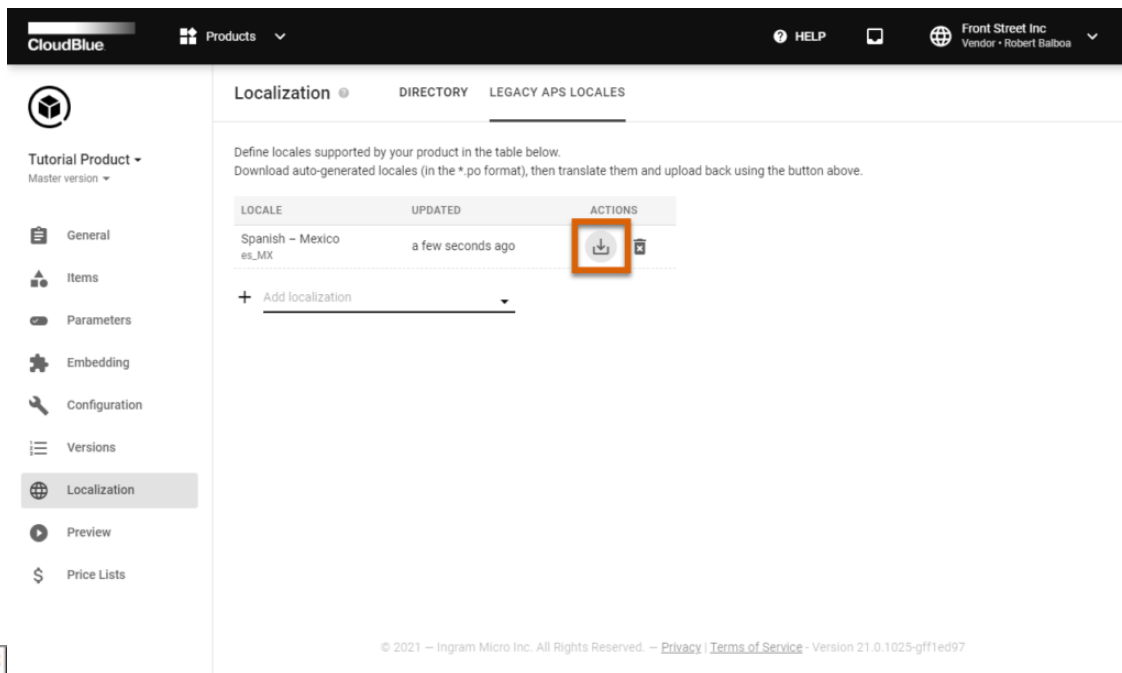 CloudBlue
Products
HELP
Front Street Inc
Vendor • Robert Balboa
Localization
DIRECTORY
LEGACY APS LOCALES
Tutorial Product
Master version
Define locales supported by your product in the table below.
Download auto-generated locales (in the *.po format), then translate them and upload back using the button above.
LOCALE UPDATED ACTIONS
Spanish – Mexico
es_MX
a few seconds ago
Add localization
General
Items
Parameters
Embedding
Configuration
Versions
Localization
Preview
Price Lists
© 2021 – Ingram Micro Inc. All Rights Reserved. – Privacy | Terms of Service - Version 21.0.1025-gff1ed97